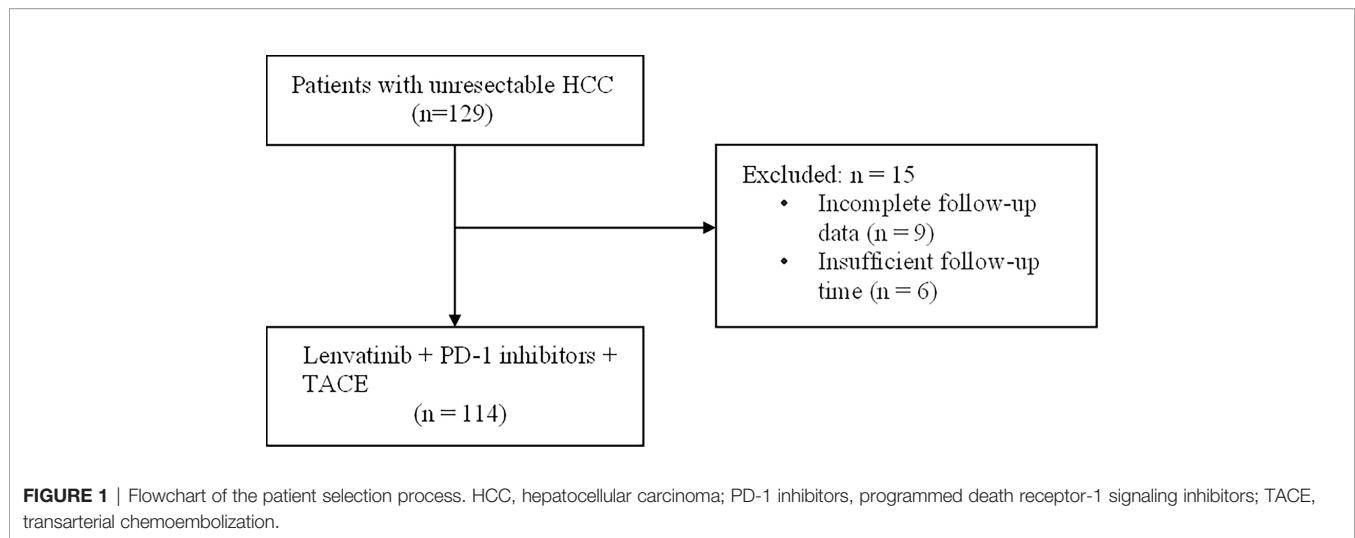 Patients with unresectable HCC
(n=129)
Excluded: n = 15
• Incomplete follow-up
data (n = 9)
• Insufficient follow-up
time (n = 6)
Lenvatinib + PD-1 inhibitors +
TACE
(n = 114)
FIGURE 1 | Flowchart of the patient selection process. HCC, hepatocellular carcinoma; PD-1 inhibitors, programmed death receptor-1 signaling inhibitors; TACE,
transarterial chemoembolization.